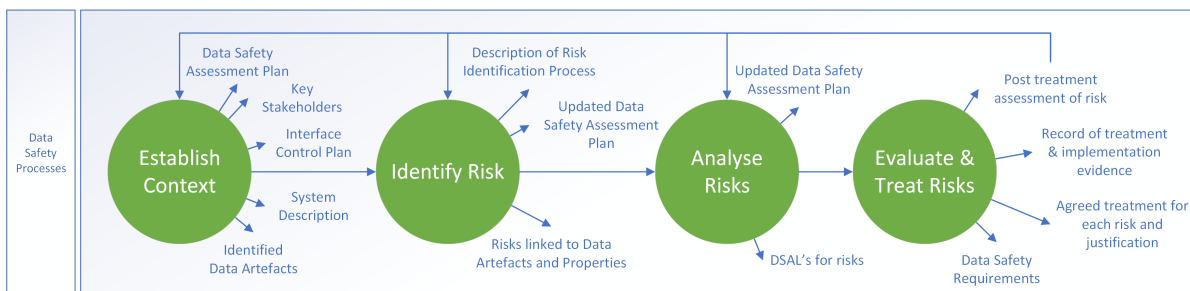 Data
Safety
Processes
Data Safety
Assessment Plan
Key
Stakeholders
Interface
Control Plan
Establish
Context
System
Description
Identified
Data Artefacts
Description of Risk
Identification Process
Updated Data
Safety Assessment
Plan
Identify Risk
Risks linked to Data
Artefacts and Properties
Updated Data Safety
Assessment Plan
Analyse
Risks
DSAL's for risks
Post treatment
assessment of risk
Record of treatment
& implementation
evidence
Evaluate &
Treat Risks
Agreed treatment for
each risk and
justification
Data Safety
Requirements